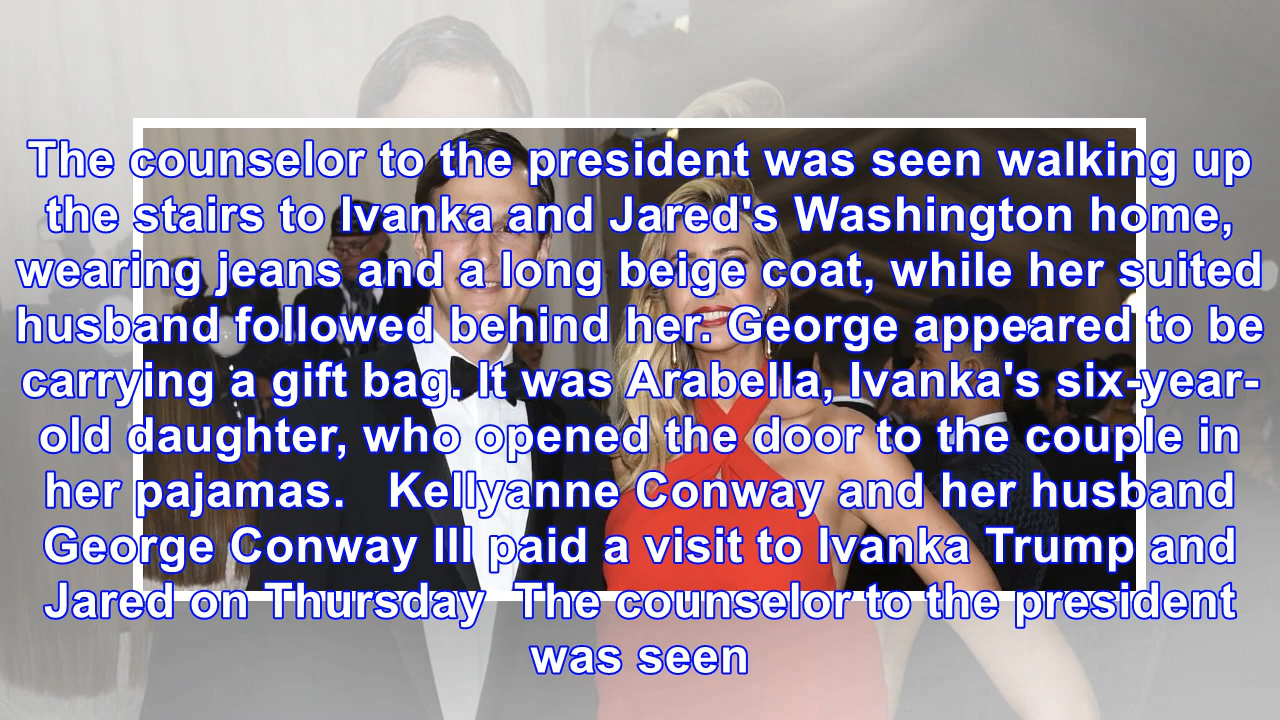 The counselor to the president was seen walking up
the stairs to Ivanka and Jared's Washington home,
wearing jeans and a long beige coat, while her suited
husband followed behind her. George appeared to be
carrying a gift bag. It was Arabella, Ivanka's six-year-
old daughter, who opened the door to the couple in
her pajamas.   Kellyanne Conway and her husband
George Conway III paid a visit to Ivanka Trump and
Jared on Thursday  The counselor to the president
was seen